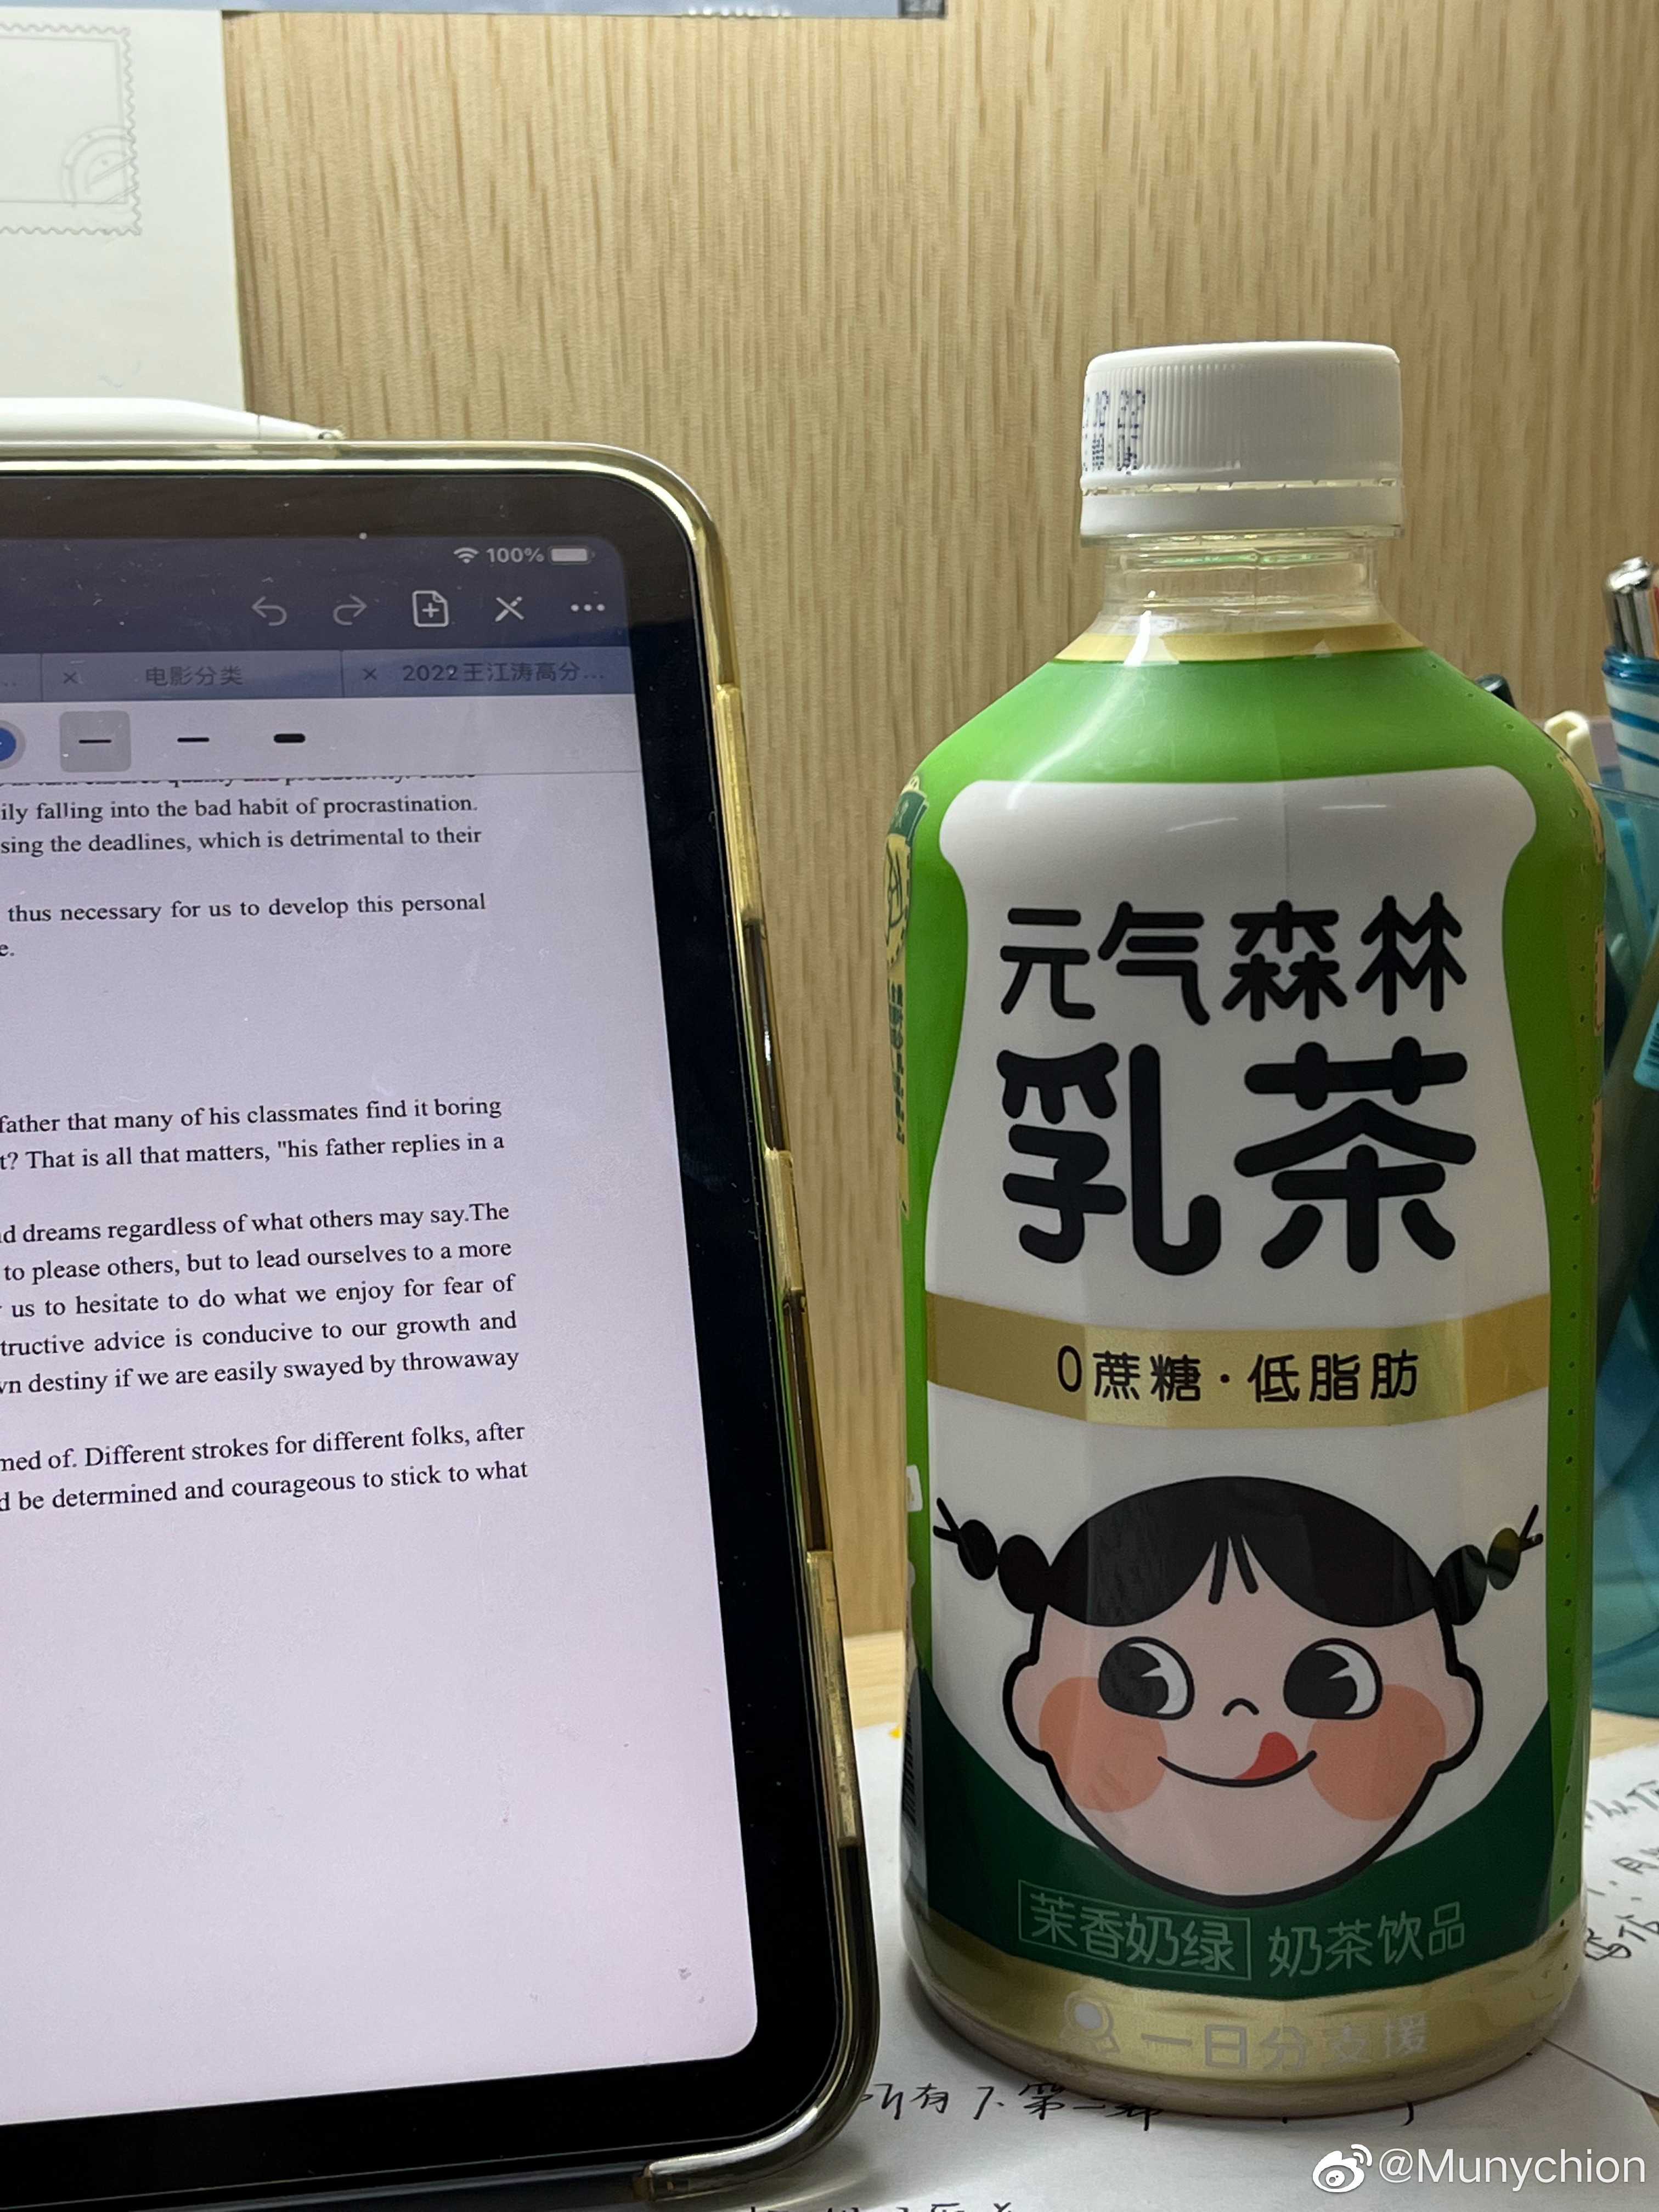 100%
电影分类
2022王江涛高分...
ily falling into the bad habit of procrastination.
sing the deadlines, which is detrimental to their
thus necessary for us to develop this personal
e.
father that many of his classmates find it boring
t? That is all that matters, "his father replies in a
d dreams regardless of what others may say.The
to please others, but to lead ourselves to a more
us to hesitate to do what we enjoy for fear of
tructive advice is conducive to our growth and
vn destiny if we are easily swayed by throwaway
med of. Different strokes for different folks, after
d be determined and courageous to stick to what
元气森林
乳茶
0蔗糖·低脂肪
茉香奶绿 奶茶饮品
一日分支援
所有下第二
@Munychion